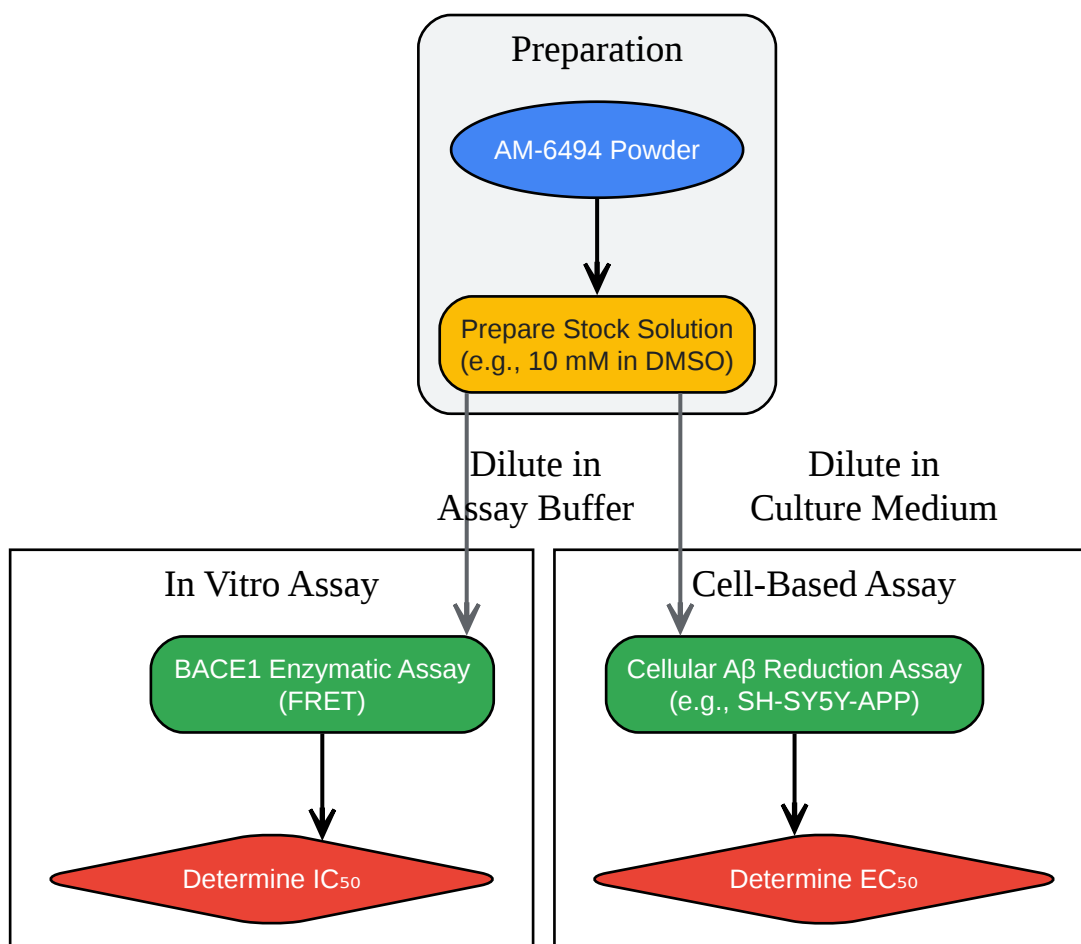 Preparation
AM-6494 Powder
Prepare Stock Solution
(e.g., 10 mM in DMSO)
Dilute in
Assay Buffer
Dilute in
Culture Medium
In Vitro Assay
BACE1 Enzymatic Assay
(FRET)
Determine IC₅₀
Cell-Based Assay
Cellular Aβ Reduction Assay
(e.g., SH-SY5Y-APP)
Determine EC₅₀